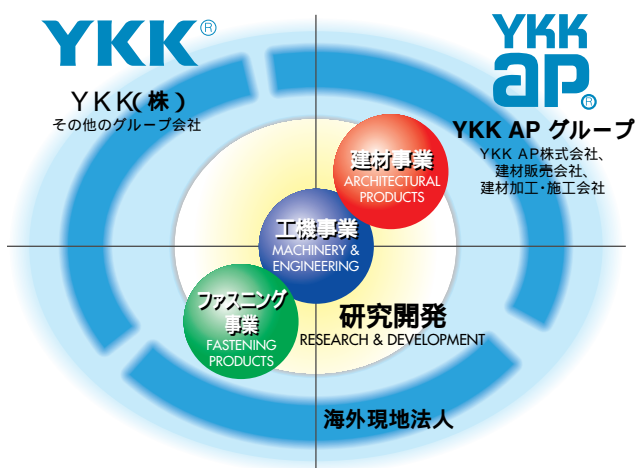 YKK®
YKK(株)
その他のグループ会社
YKK
ap®
YKK AP グループ
YKK AP株式会社、
建材販売会社、
建材加工・施工会社
建材事業
ARCHITECTURAL
PRODUCTS
工機事業
MACHINERY &
ENGINEERING
ファスニング
事業
FASTENING
PRODUCTS
研究開発
RESEARCH & DEVELOPMENT
海外現地法人